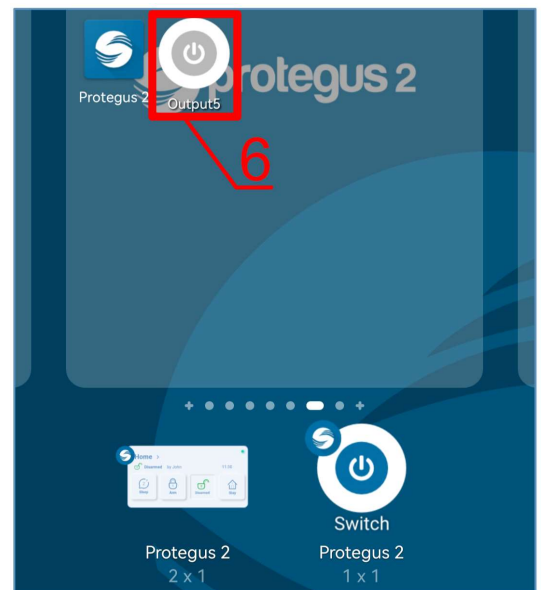 protegus 2
Protegus 2
Output5
6
Home >
Disarmed
Switch
Protegus 2
Protegus 2
2 x 1
1 x 1